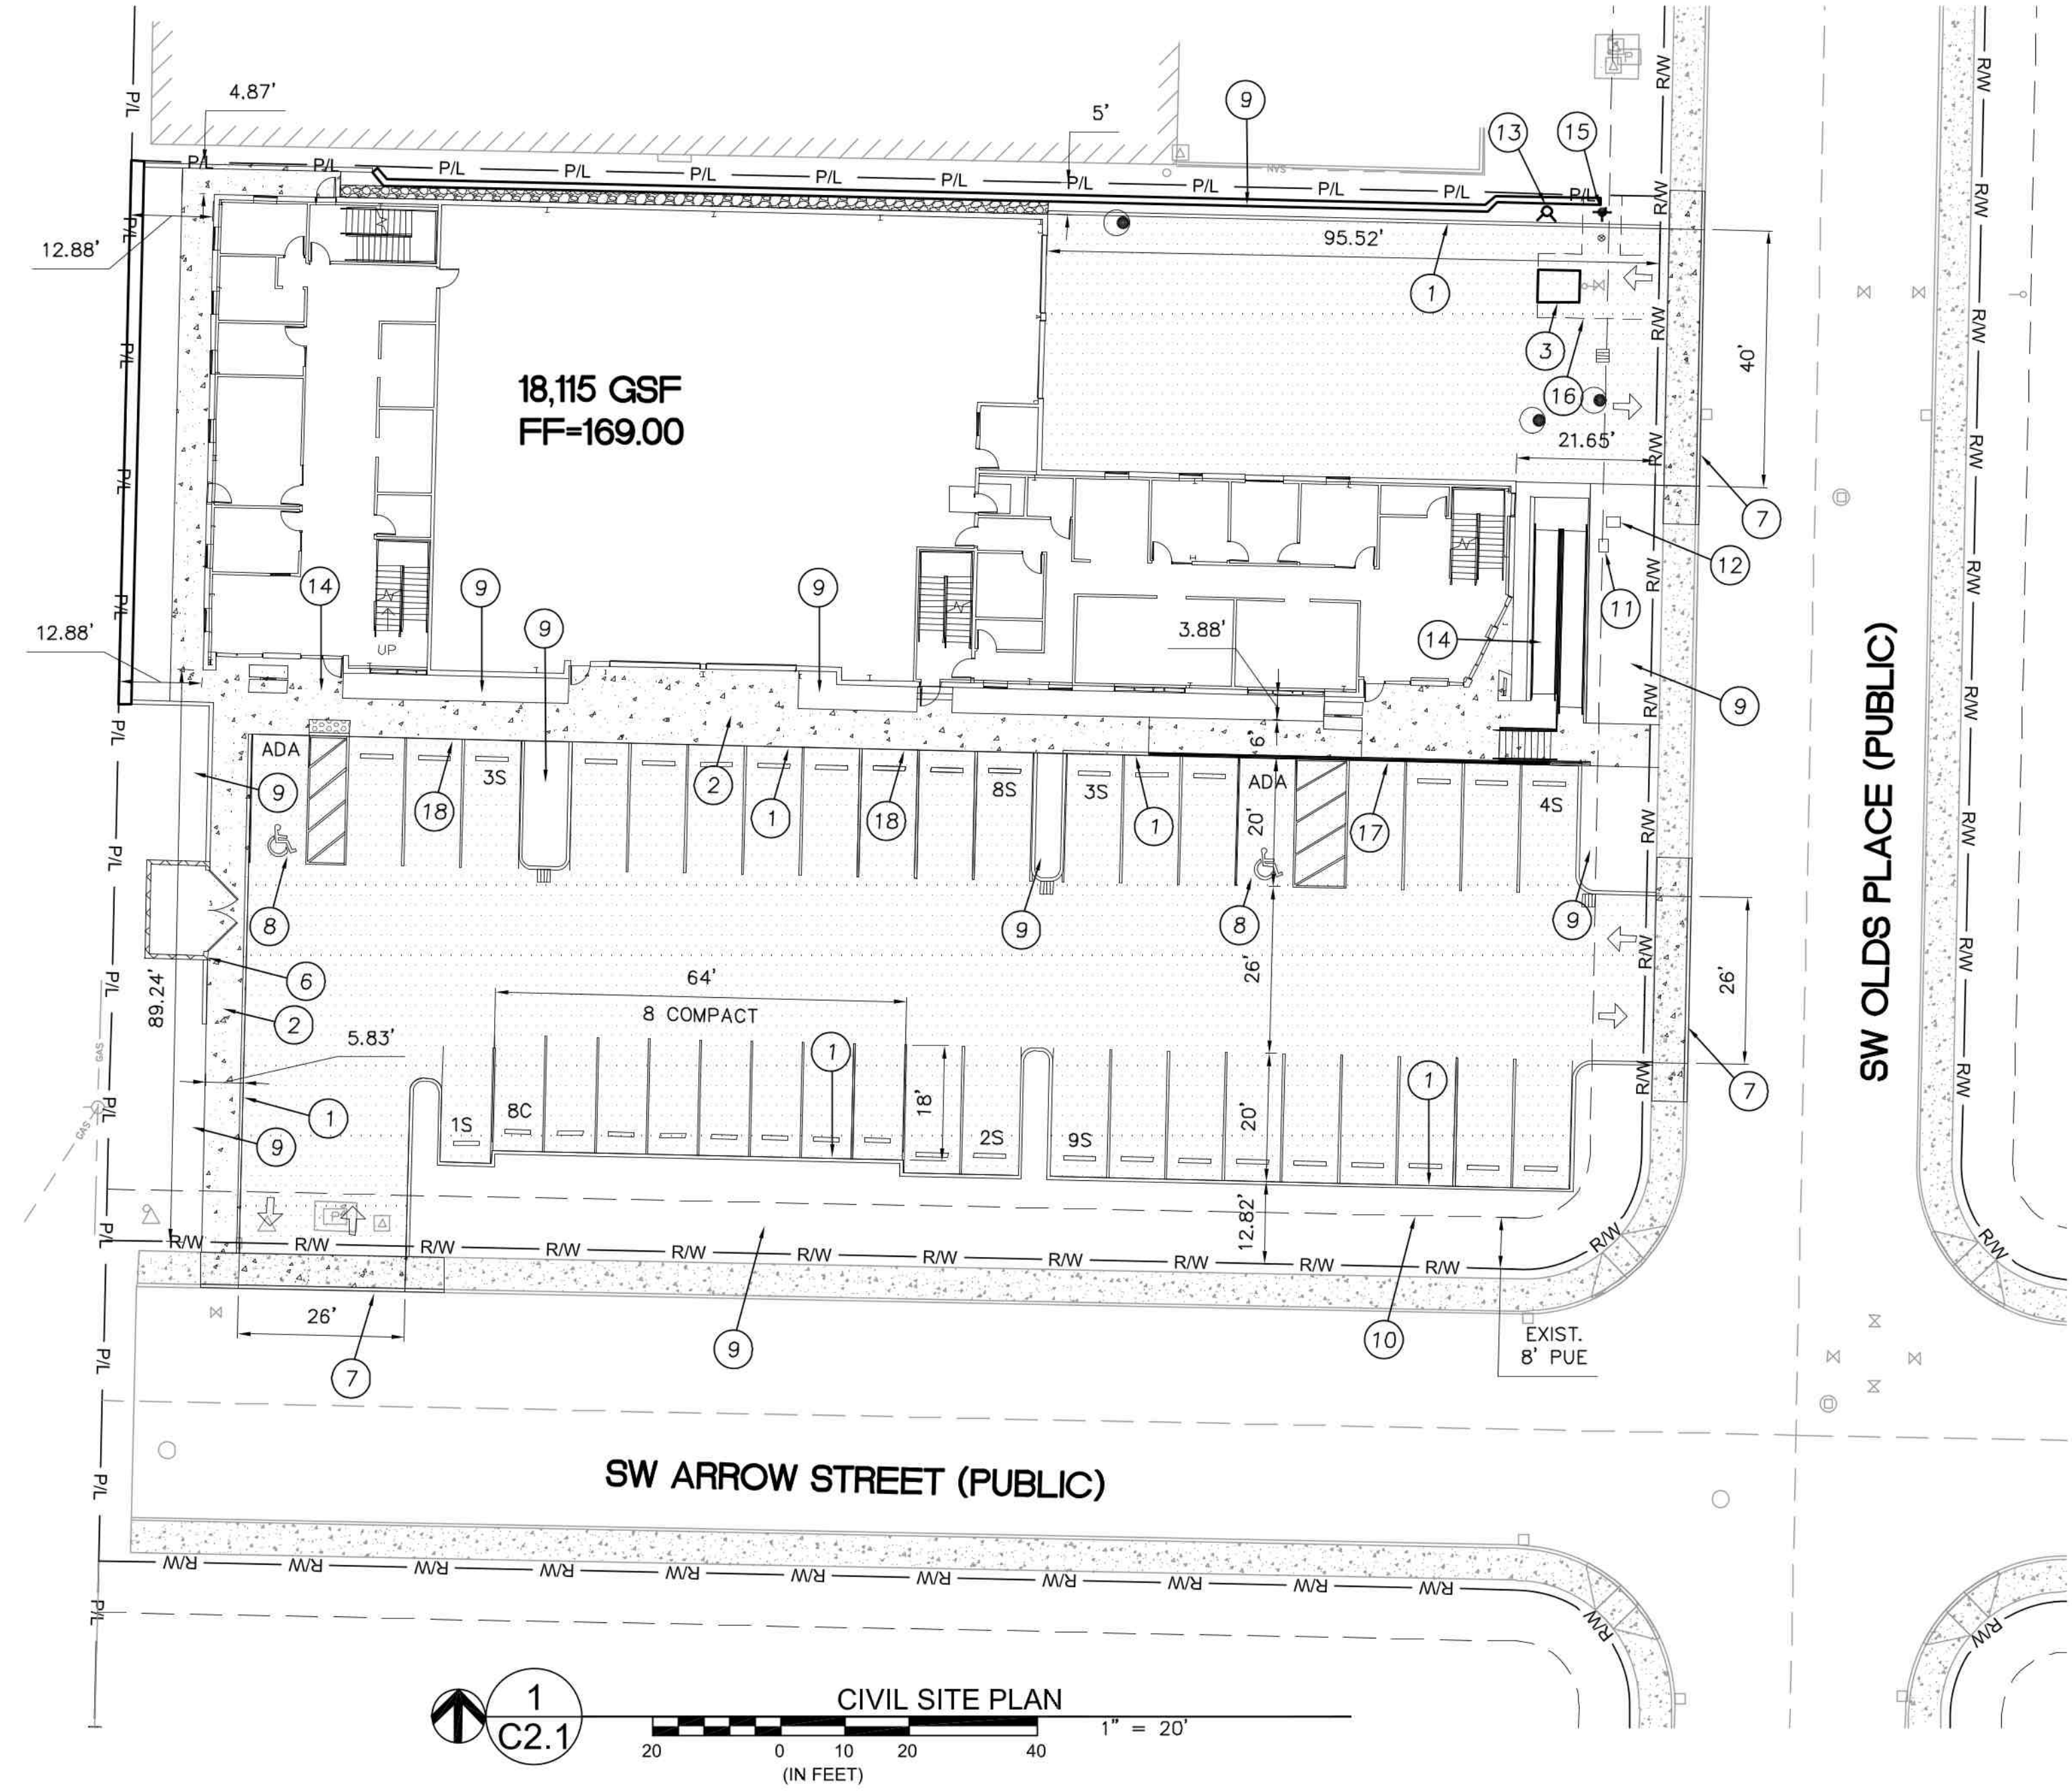 4.87'
5'
9
13
15
P/L
P/L
P/L
P/L
P/L
P/L
P/L
P/L
P/L
P/L
P/L
P/L
P/L
R/W
R/W
R/W
R/W
R/W
R/W
12.88'
P/L
95.52'
1
3
16
40'
18,115 GSF
FF=169.00
21.65'
7
12
11
P/L
P/L
P/L
14
9
9
9
UP
3.88'
14
9
12.88'
R/W
R/W
R/W
R/W
R/W
R/W
SW OLDS PLACE (PUBLIC)
P/L
ADA
9
3S
18
2
1
18
8S
6'
3S
1
ADA
20'
17
4S
8
9
8
9
P/L
P/L
P/L
P/L
P/L
6
2
89.24'
64'
8 COMPACT
26'
26'
5.83'
1
1
7
GAS
GAS
1
9
1S
8C
18'
2S
9S
20'
12.82'
R/W
R/W
R/W
R/W
R/W
R/W
R/W
R/W
R/W
R/W
R/W
R/W
R/W
R/W
26'
7
9
10
EXIST.
8' PUE
P/L
P/L
P/L
SW ARROW STREET (PUBLIC)
R/W
R/W
R/W
R/W
R/W
R/W
R/W
R/W
R/W
R/W
R/W
R/W
R/W
1
C2.1
CIVIL SITE PLAN
1" = 20'
20
0
10
20
40
(IN FEET)